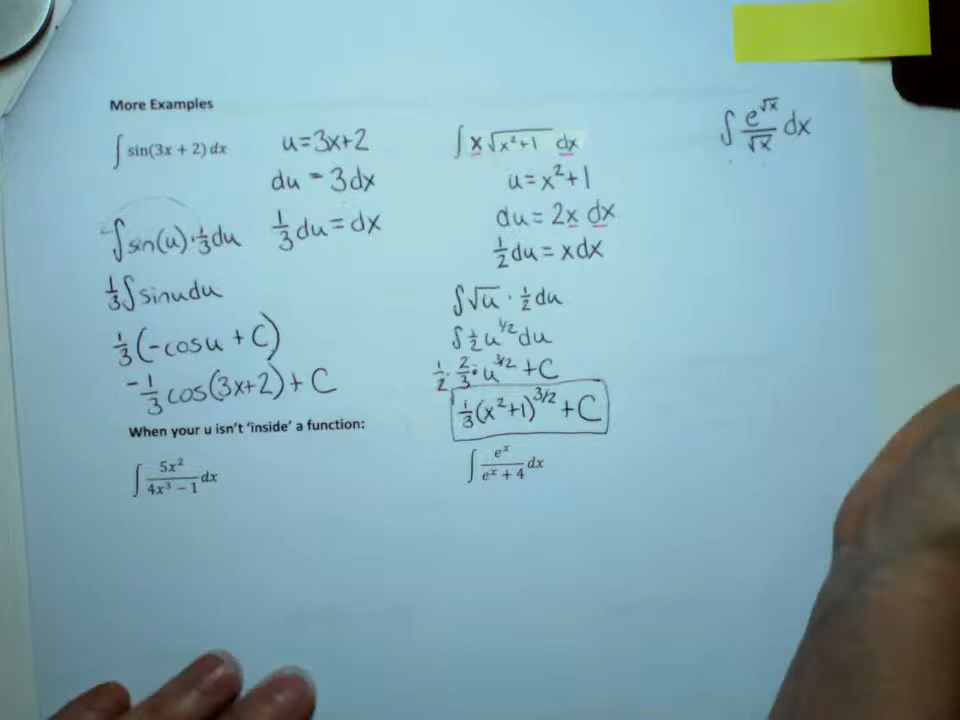 More Examples
∫ sin(3x + 2) dx
u = 3x+2
du = 3dx
1/3 du = dx
∫ sin(u) · 1/3 du
1/3 ∫ sinu du
1/3 (-cosu + C)
-1/3 cos(3x+2) + C
∫ x √(x²+1) dx
u = x²+1
du = 2x dx
1/2 du = xdx
∫ √u · 1/2 du
∫ 1/2 u^1/2 du
1/2 · 2/3 · u^3/2 + C
1/3 (x²+1)^3/2 + C
∫ e^√x/√x dx
When your u isn't 'inside' a function:
∫ 5x²/(4x³ − 1) dx
∫ e^x/(e^x + 4) dx